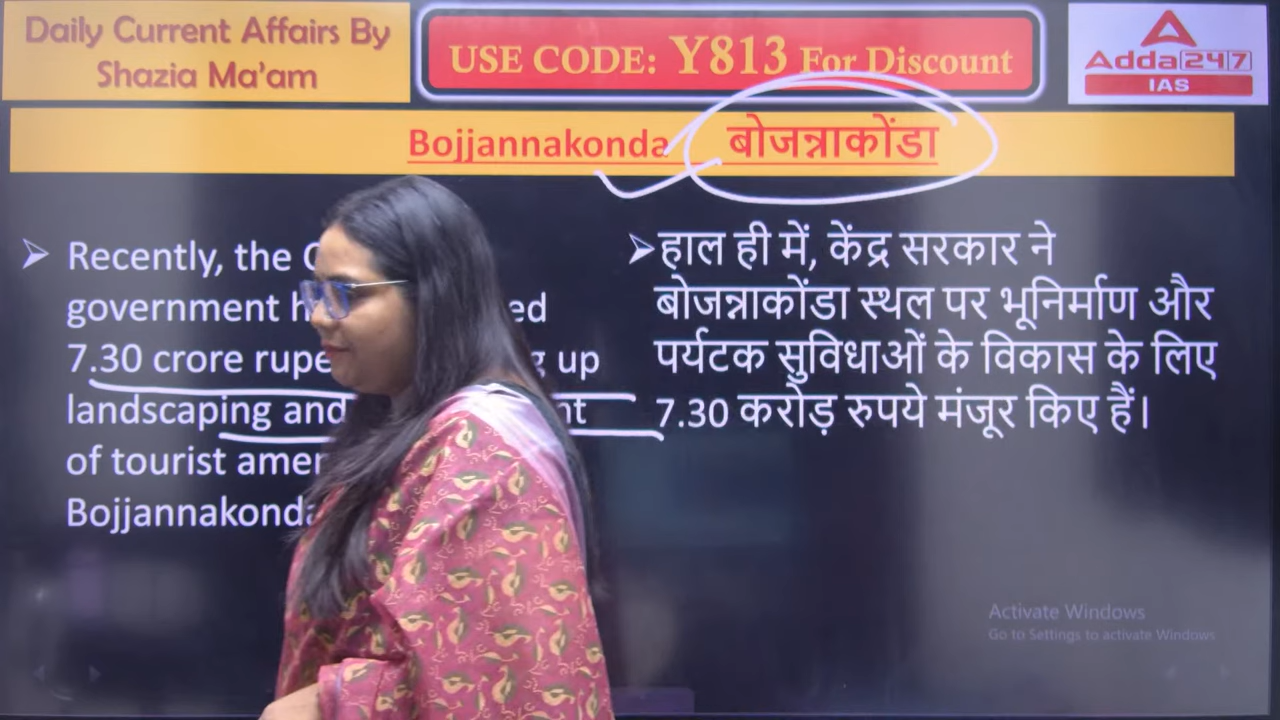 Daily Current Affairs By
Shazia Ma'am
USE CODE: Y813 For Discount
Adda247
IAS
Bojjannakonda बोजन्नाकोंडा
Recently, the
government
7.30 crore up
landscaping and
of tourist
Bojjannakonda
हाल ही में, केंद्र सरकार ने
बोजन्नाकोंडा स्थल पर भूनिर्माण और
पर्यटक सुविधाओं के विकास के लिए
7.30 करोड़ रुपये मंजूर किए हैं।
Activate Windows
Go to Settings to activate Windows